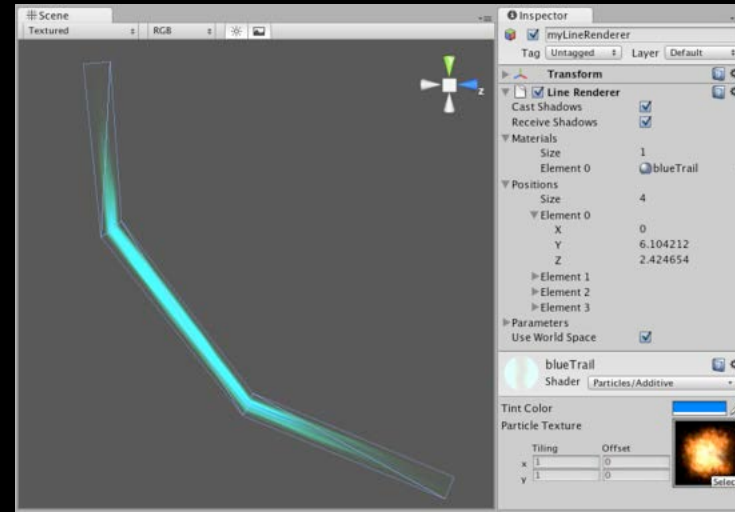 Scene
Textured
RGB
z
Inspector
myLineRenderer
Tag Untagged Layer Default
Transform
Line Renderer
Cast Shadows
Receive Shadows
Materials
Size 1
Element 0 blueTrail
Positions
Size 4
Element 0
X 0
Y 6.104212
Z 2.424654
Element 1
Element 2
Element 3
Parameters
Use World Space
blueTrail
Shader Particles/Additive
Tint Color
Particle Texture
Tiling Offset
x 1 0
y 1 0